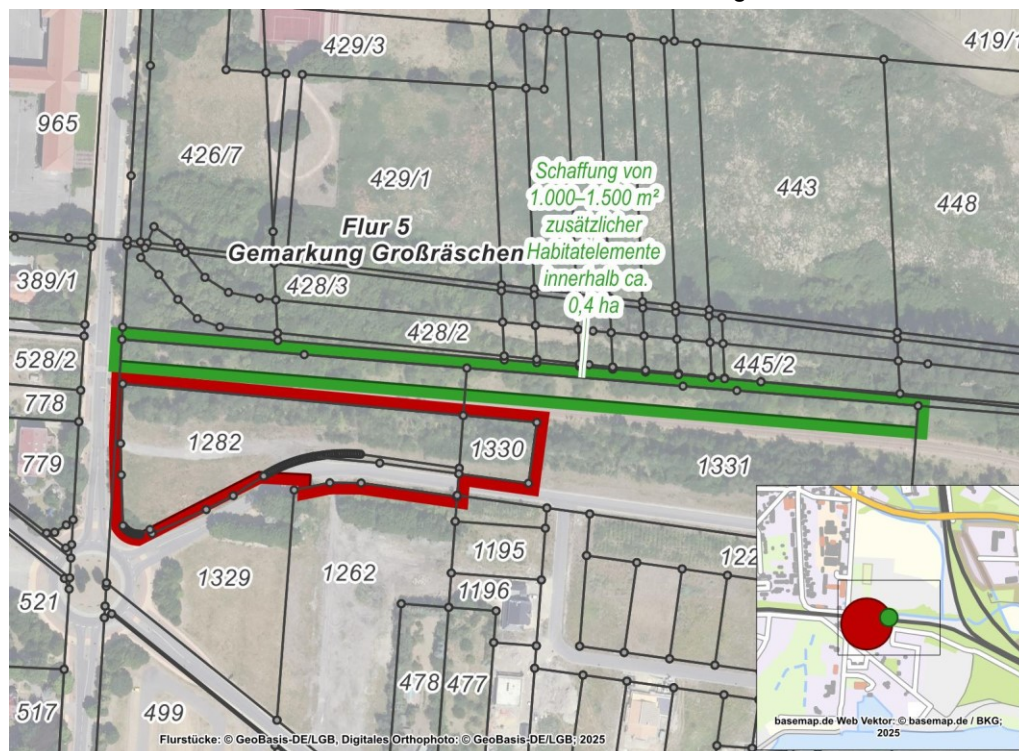 429/3
419/1
965
426/7
429/1
Schaffung von
1.000–1.500 m²
zusätzlicher
Habitatelemente
innerhalb ca.
0,4 ha
443
448
Flur 5
Gemarkung Großräschen
389/1
428/3
428/2
528/2
445/2
778
1282
1330
779
1331
1195
122
1329
1262
1196
521
478
477
517
499
basemap.de Web Vektor: © basemap.de / BKG;
2025
Flurstücke: © GeoBasis-DE/LGB, Digitales Orthophoto: © GeoBasis-DE/LGB; 2025